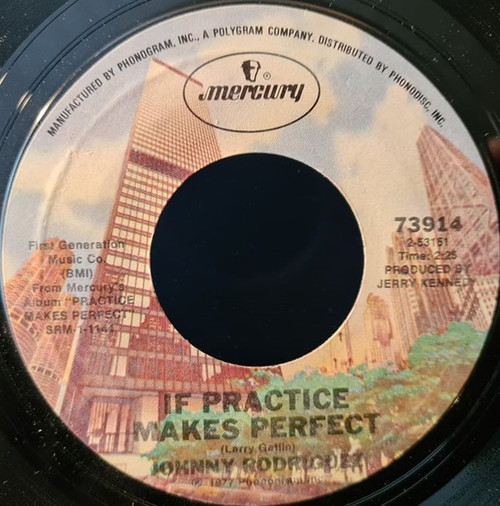 MANUFACTURED BY PHONOGRAM, INC., A POLYGRAM COMPANY, DISTRIBUTED BY PHONODISC, INC.
®
mercury
First Generation
Music Co.
(BMI)
From Mercury's
Album "PRACTICE
MAKES PERFECT"
SRM-1-1144
73914
2-53151
Time: 2:25
PRODUCED BY
JERRY KENNEDY
IF PRACTICE
MAKES PERFECT
(Larry Gatlin)
JOHNNY RODRIGUEZ
℗ 1977 Phonogram, Inc.